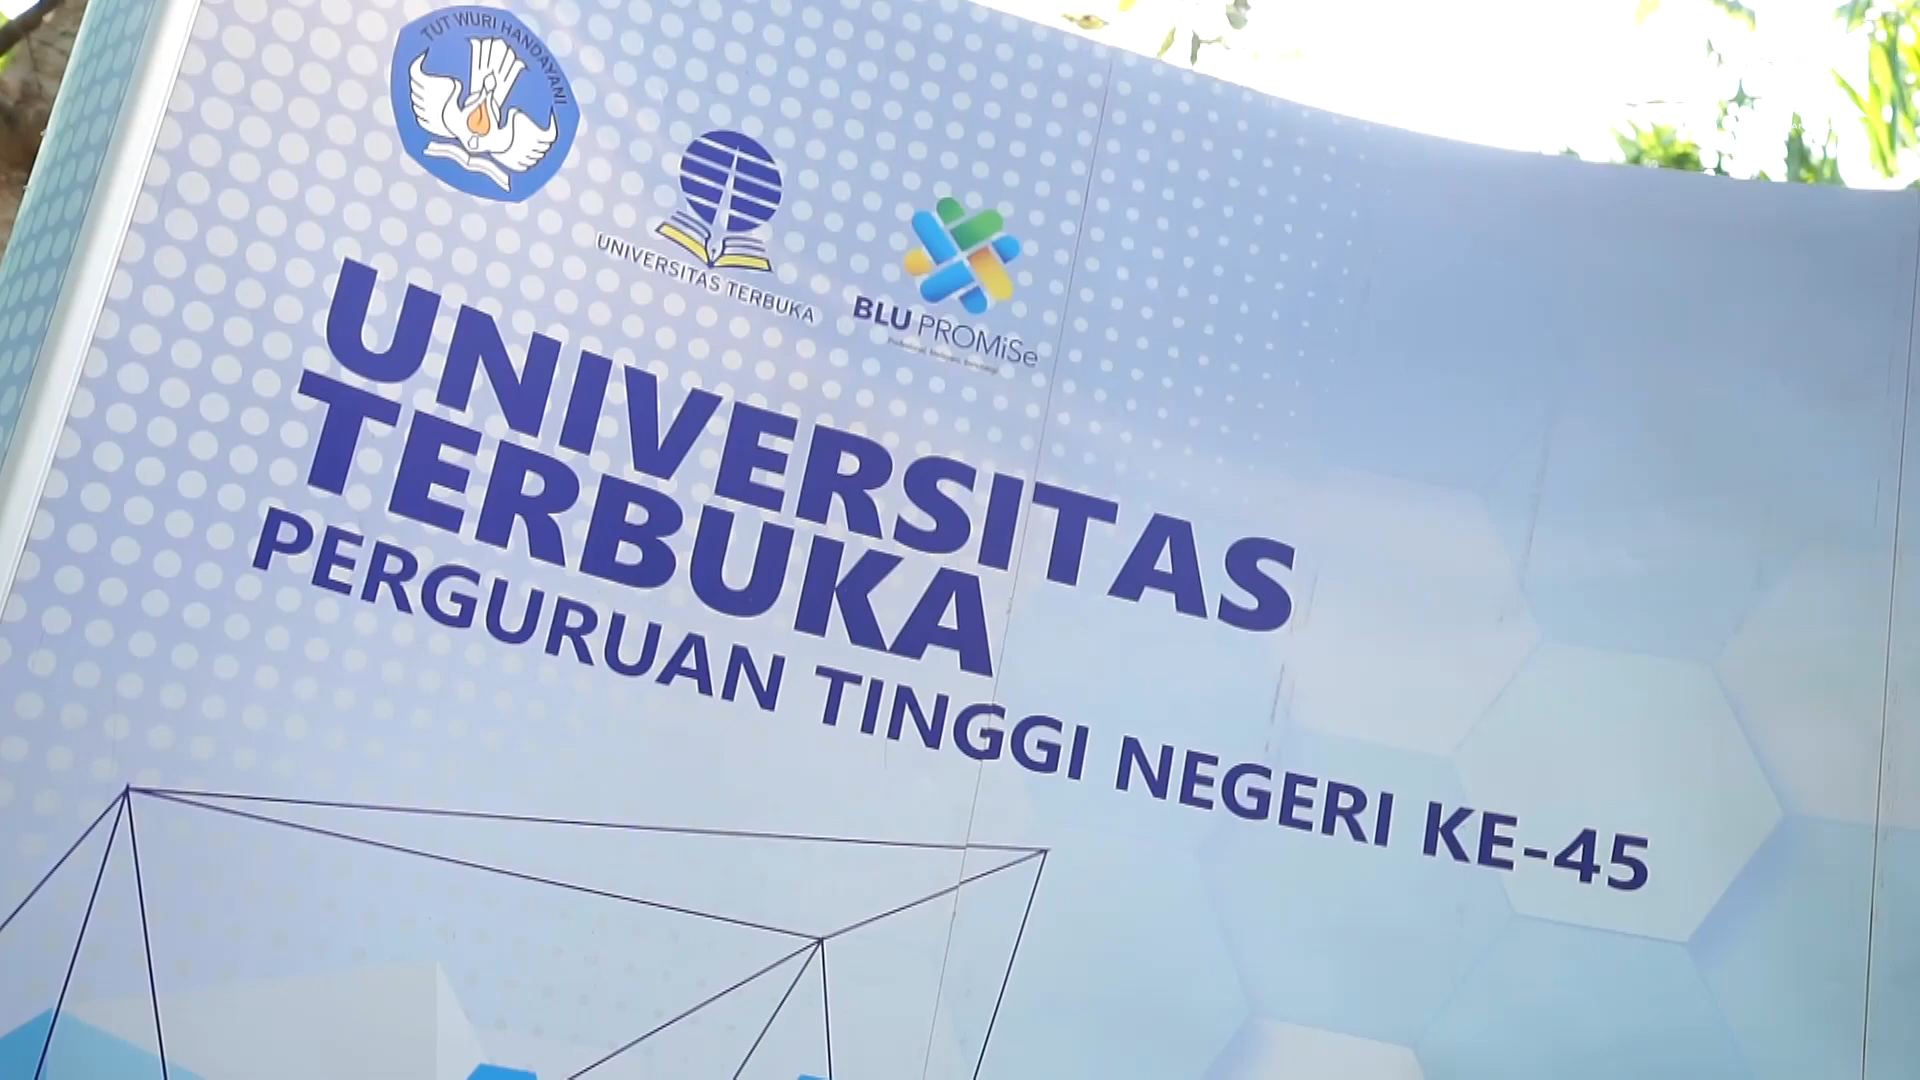 TUT WURI HANDAYANI
UNIVERSITAS TERBUKA
BLU PROMiSe
UNIVERSITAS
TERBUKA
PERGURUAN TINGGI NEGERI KE-45